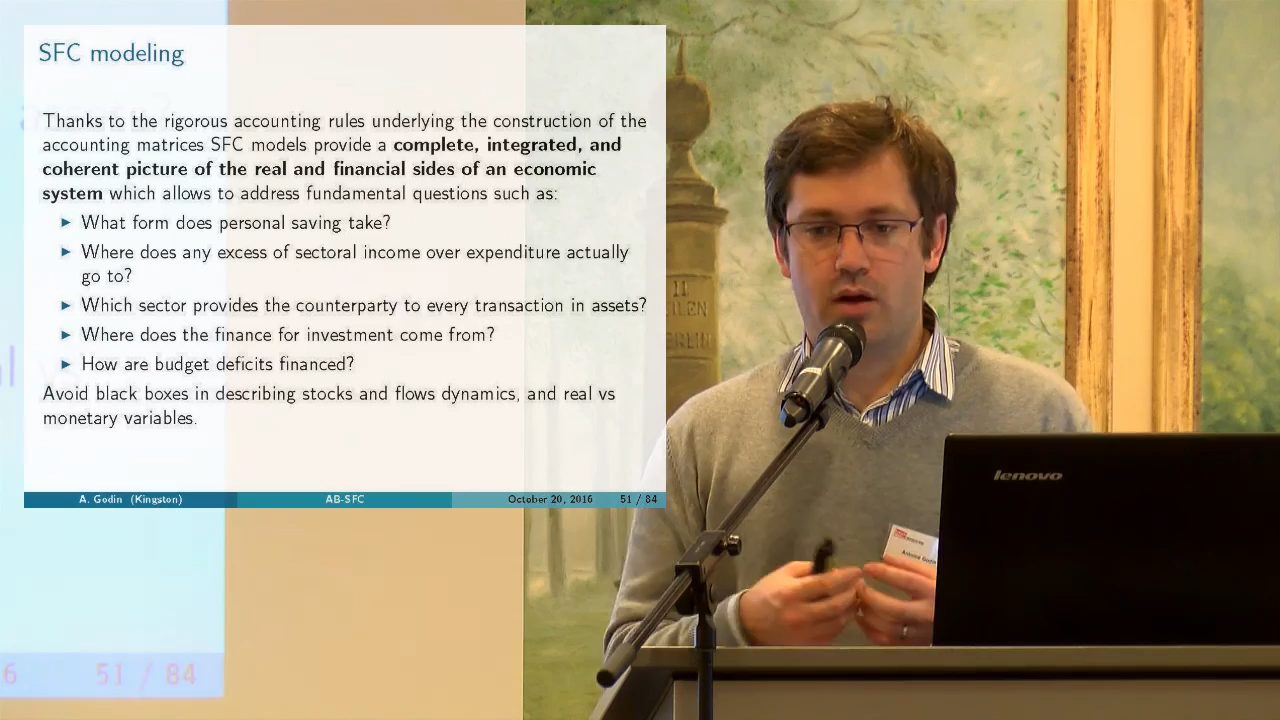 SFC modeling
Thanks to the rigorous accounting rules underlying the construction of the
accounting matrices SFC models provide a complete, integrated, and
coherent picture of the real and financial sides of an economic
system which allows to address fundamental questions such as:
► What form does personal saving take?
► Where does any excess of sectoral income over expenditure actually
go to?
► Which sector provides the counterparty to every transaction in assets?
► Where does the finance for investment come from?
► How are budget deficits financed?
Avoid black boxes in describing stocks and flows dynamics, and real vs
monetary variables.
A. Godin (Kingston) AB-SFC October 20, 2016 51 / 84
6 51 / 84
II
lenovo
Antoine